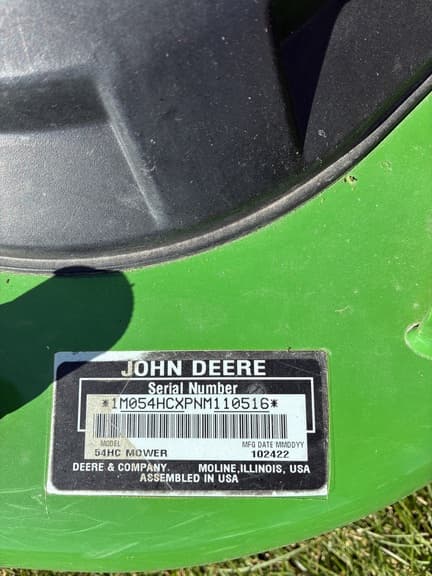 JOHN DEERE
Serial Number
*1M054HCXPNM110516*
MODEL MFG DATE MMDDYY
54HC MOWER 102422
DEERE & COMPANY MOLINE, ILLINOIS, USA
ASSEMBLED IN USA